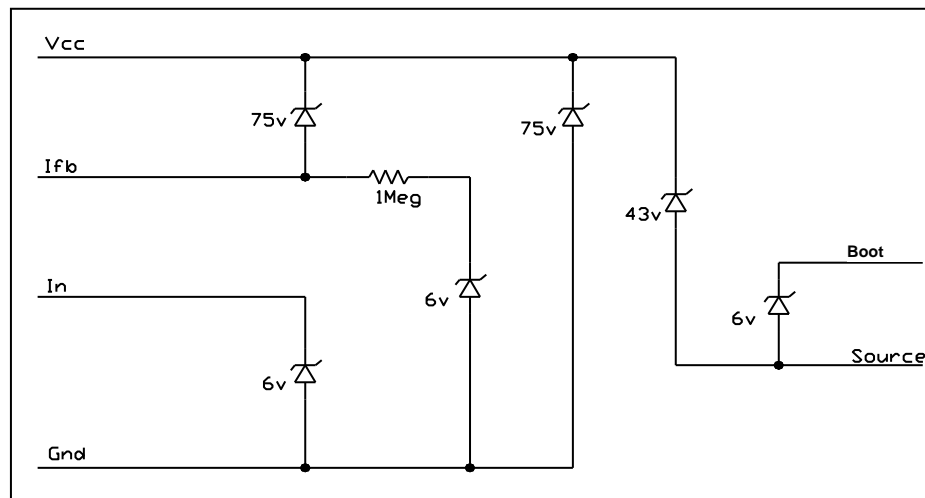 Vcc
75v
75v
Ifb
1Meg
43v
Boot
In
6v
6v
Source
6v
Gnd